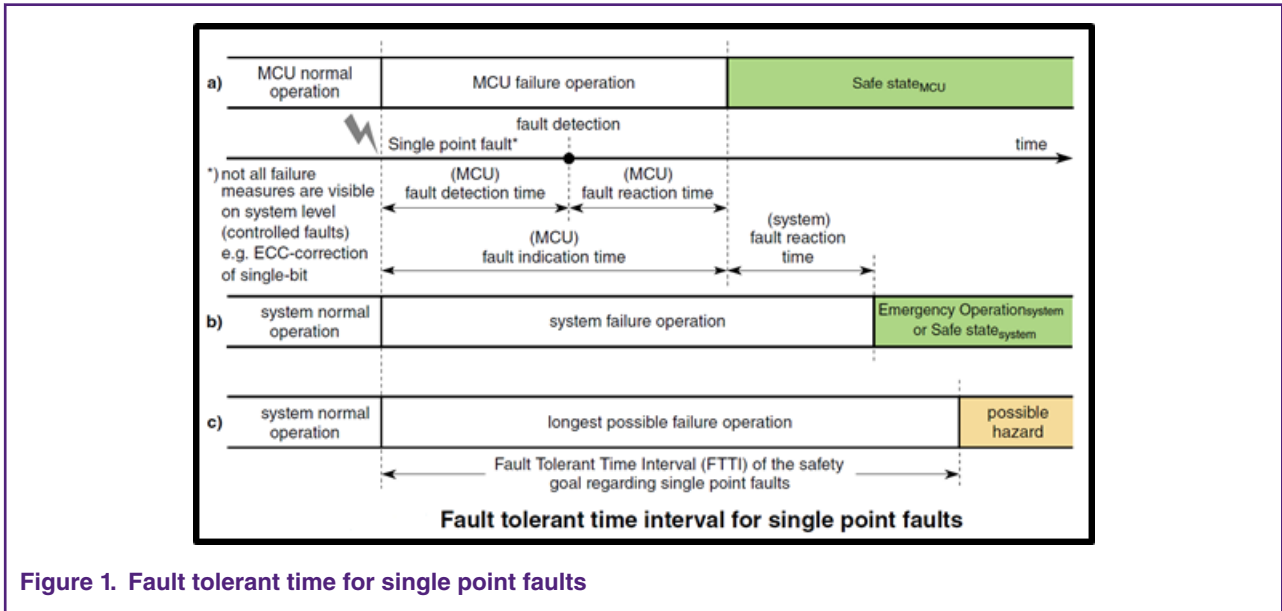 a)
MCU normal
operation
MCU failure operation
Safe stateMCU
fault detection
Single point fault*
time
*) not all failure
measures are visible
on system level
(controlled faults)
e.g. ECC-correction
of single-bit
(MCU)
fault detection time
(MCU)
fault reaction time
(MCU)
fault indication time
(system)
fault reaction
time
b)
system normal
operation
system failure operation
Emergency Operationsystem
or Safe statesystem
c)
system normal
operation
longest possible failure operation
possible
hazard
Fault Tolerant Time Interval (FTTI) of the safety
goal regarding single point faults
Fault tolerant time interval for single point faults
Figure 1. Fault tolerant time for single point faults